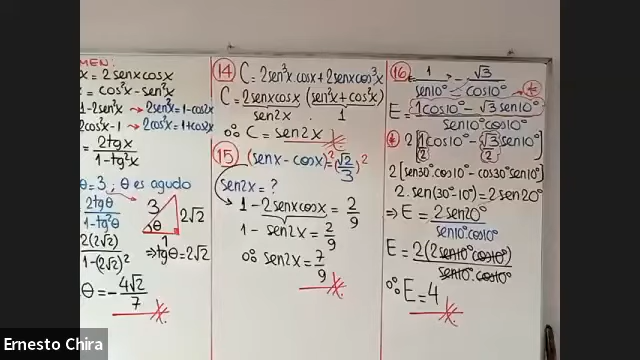 MEN:
x = 2senxcosx
x = cos²x - sen²x
1 - 2sen²x → 2sen²x = 1 - cos2x
2cos²x - 1 → 2cos²x = 1 + cos2x
= 2tgx / 1 - tg²x
θ = 3 ; θ es agudo
2tgθ / 1 - tg²θ
3 2√2
θ 1
2(2√2) / 1 - (2√2)² ⇒ tgθ = 2√2
θ = - 4√2 / 7
14 C = 2sen³x.cosx + 2senxcos³x
C = 2senxcosx (sen²x + cos²x)
sen2x . 1
∴ C = sen2x
15 (senx - cosx)² = (√2/3)²
sen2x = ?
1 - 2senxcosx = 2/9
1 - sen2x = 2/9
∴ sen2x = 7/9
16 1/sen10° - √3/cos10°
E = 1cos10° - √3sen10° / sen10°cos10°
2[1/2 cos10° - √3/2 sen10°]
2[sen30°.cos10° - cos30°sen10°]
2.sen(30°-10°) = 2sen20°
⇒ E = 2sen20° / sen10°cos10°
E = 2(2sen10°cos10°) / sen10°.cos10°
∴ E = 4
Ernesto Chira